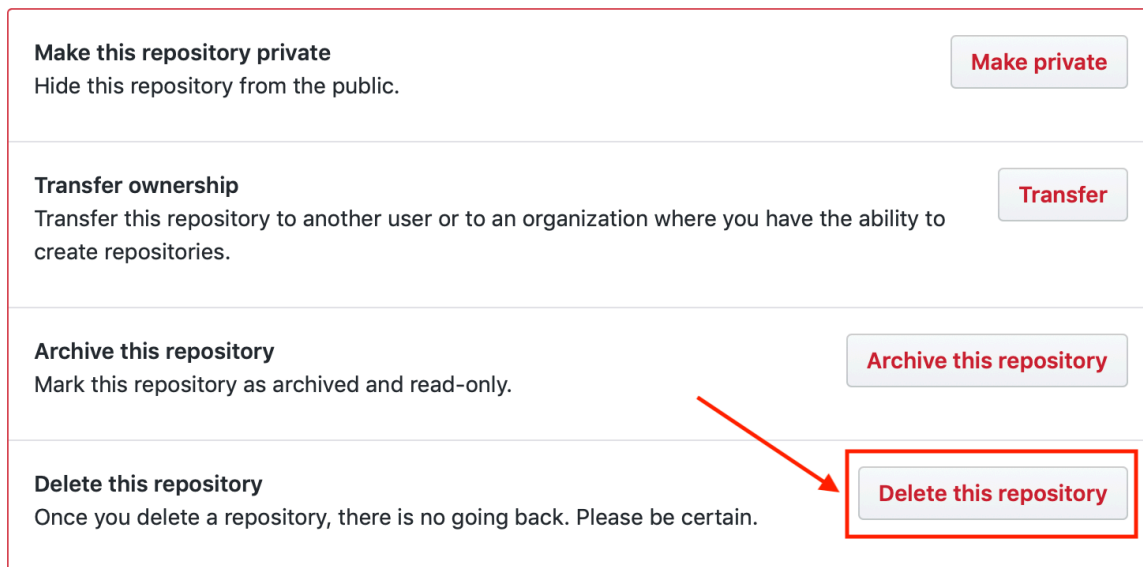 Make this repository private
Make private
Hide this repository from the public.
Transfer ownership
Transfer
Transfer this repository to another user or to an organization where you have the ability to
create repositories.
Archive this repository
Archive this repository
Mark this repository as archived and read-only.
Delete this repository
Delete this repository
Once you delete a repository, there is no going back. Please be certain.